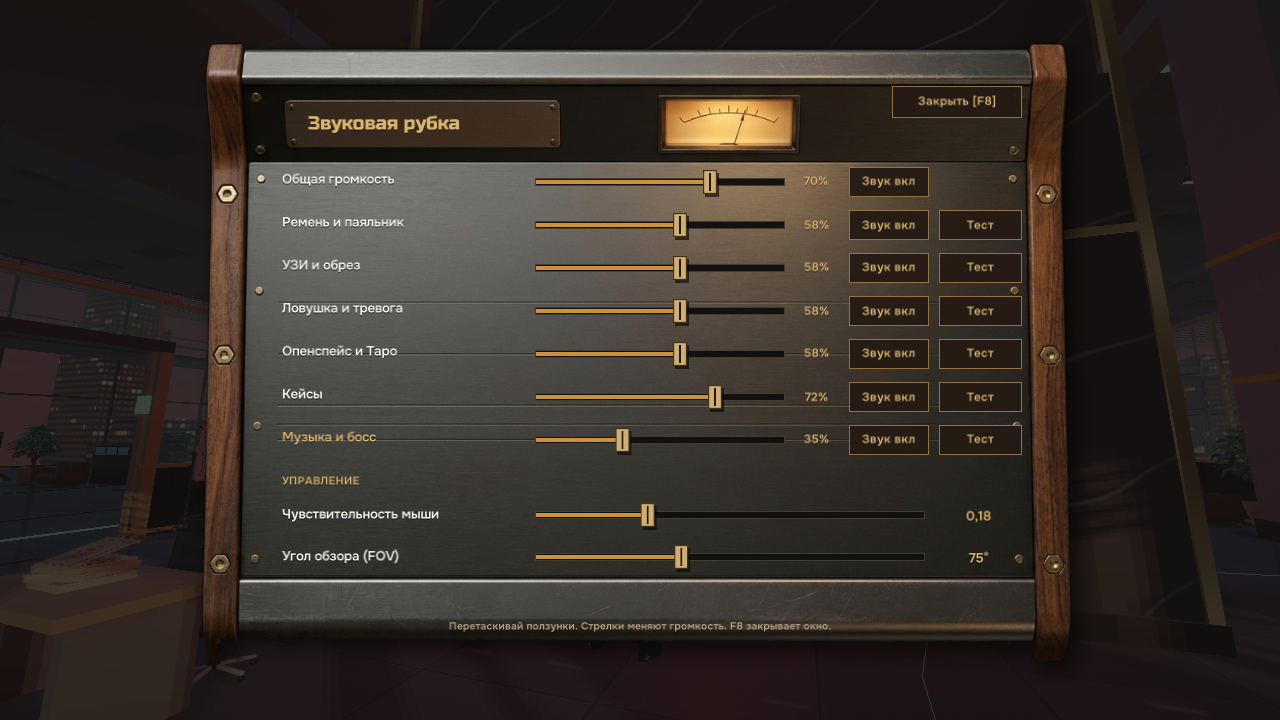 Звуковая рубка
Закрыть [F8]
Общая громкость 70% Звук вкл
Ремень и паяльник 58% Звук вкл Тест
УЗИ и обрез 58% Звук вкл Тест
Ловушка и тревога 58% Звук вкл Тест
Опенспейс и Таро 58% Звук вкл Тест
Кейсы 72% Звук вкл Тест
Музыка и босс 35% Звук вкл Тест
УПРАВЛЕНИЕ
Чувствительность мыши 0,18
Угол обзора (FOV) 75°
Перетаскивай ползунки. Стрелки меняют громкость. F8 закрывает окно.